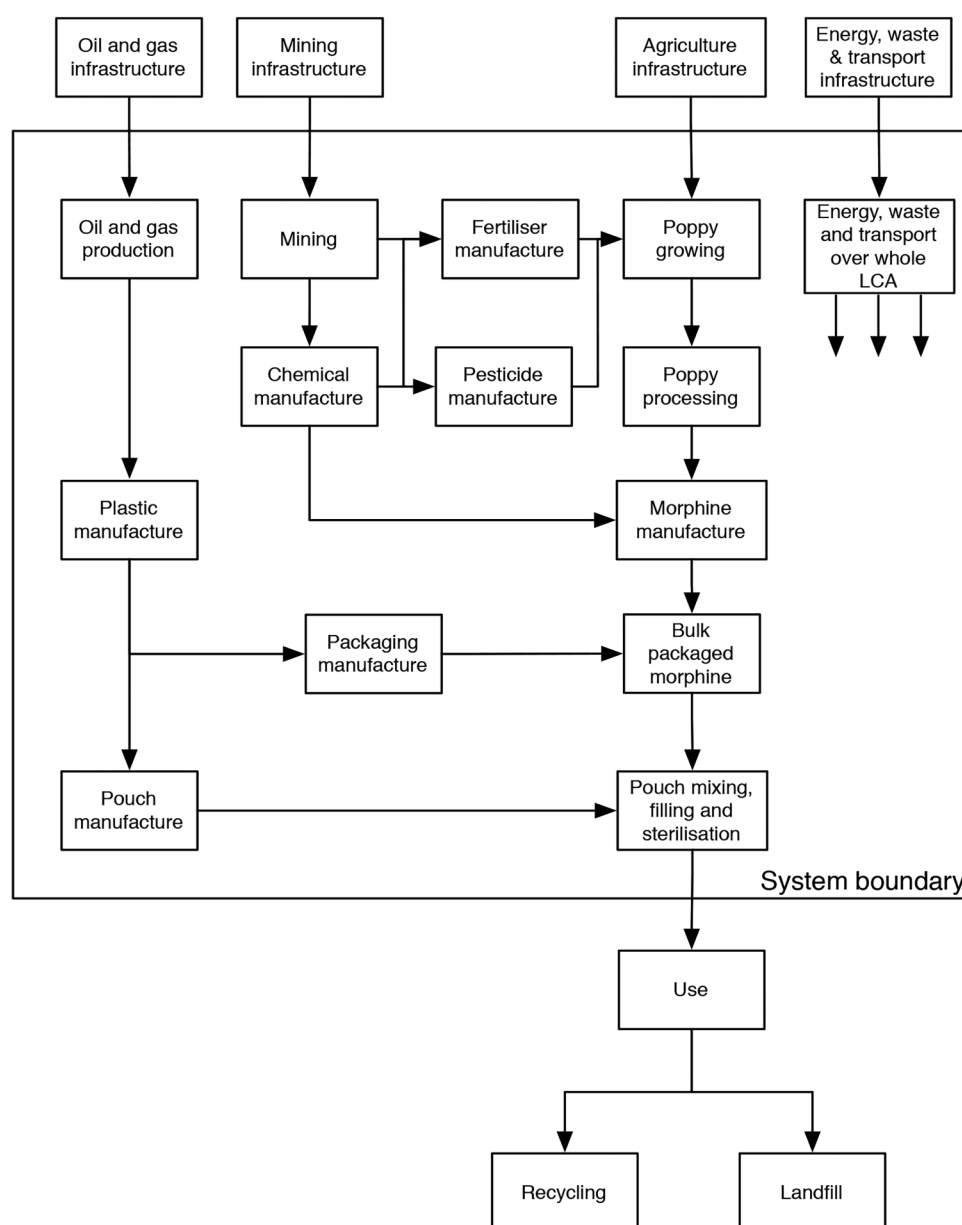 Oil and gas
infrastructure
Mining
infrastructure
Agriculture
infrastructure
Energy, waste
& transport
infrastructure
Oil and gas
production
Mining
Fertiliser
manufacture
Poppy
growing
Energy, waste
and transport
over whole
LCA
Chemical
manufacture
Pesticide
manufacture
Poppy
processing
Plastic
manufacture
Morphine
manufacture
Packaging
manufacture
Bulk
packaged
morphine
Pouch
manufacture
Pouch mixing,
filling and
sterilisation
System boundary
Use
Recycling
Landfill